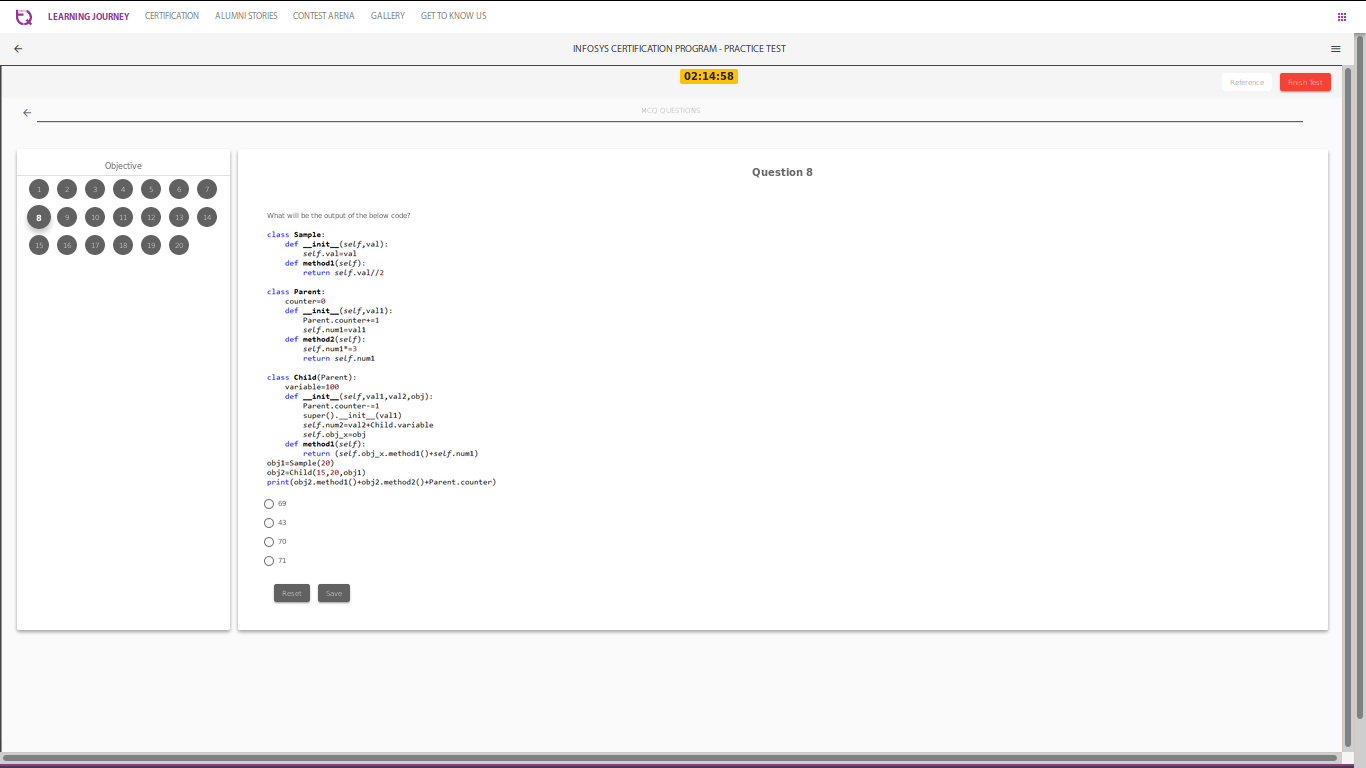 LEARNING JOURNEY CERTIFICATION ALUMNI STORIES CONTEST ARENA GALLERY GET TO KNOW US
INFOSYS CERTIFICATION PROGRAM - PRACTICE TEST
02:14:58
Reference Finish Test
MCQ QUESTIONS
Objective
1 2 3 4 5 6 7
8 9 10 11 12 13 14
15 16 17 18 19 20
Question 8
What will be the output of the below code?
class Sample:
    def __init__(self,val):
        self.val=val
    def method1(self):
        return self.val//2
class Parent:
    counter=0
    def __init__(self,val1):
        Parent.counter+=1
        self.num1=val1
    def method2(self):
        self.num1*=3
        return self.num1
class Child(Parent):
    variable=100
    def __init__(self,val1,val2,obj):
        Parent.counter-=1
        super().__init__(val1)
        self.num2=val2+Child.variable
        self.obj_x=obj
    def method1(self):
        return (self.obj_x.method1()+self.num1)
obj1=Sample(20)
obj2=Child(15,20,obj1)
print(obj2.method1()+obj2.method2()+Parent.counter)
69
43
70
71
Reset Save